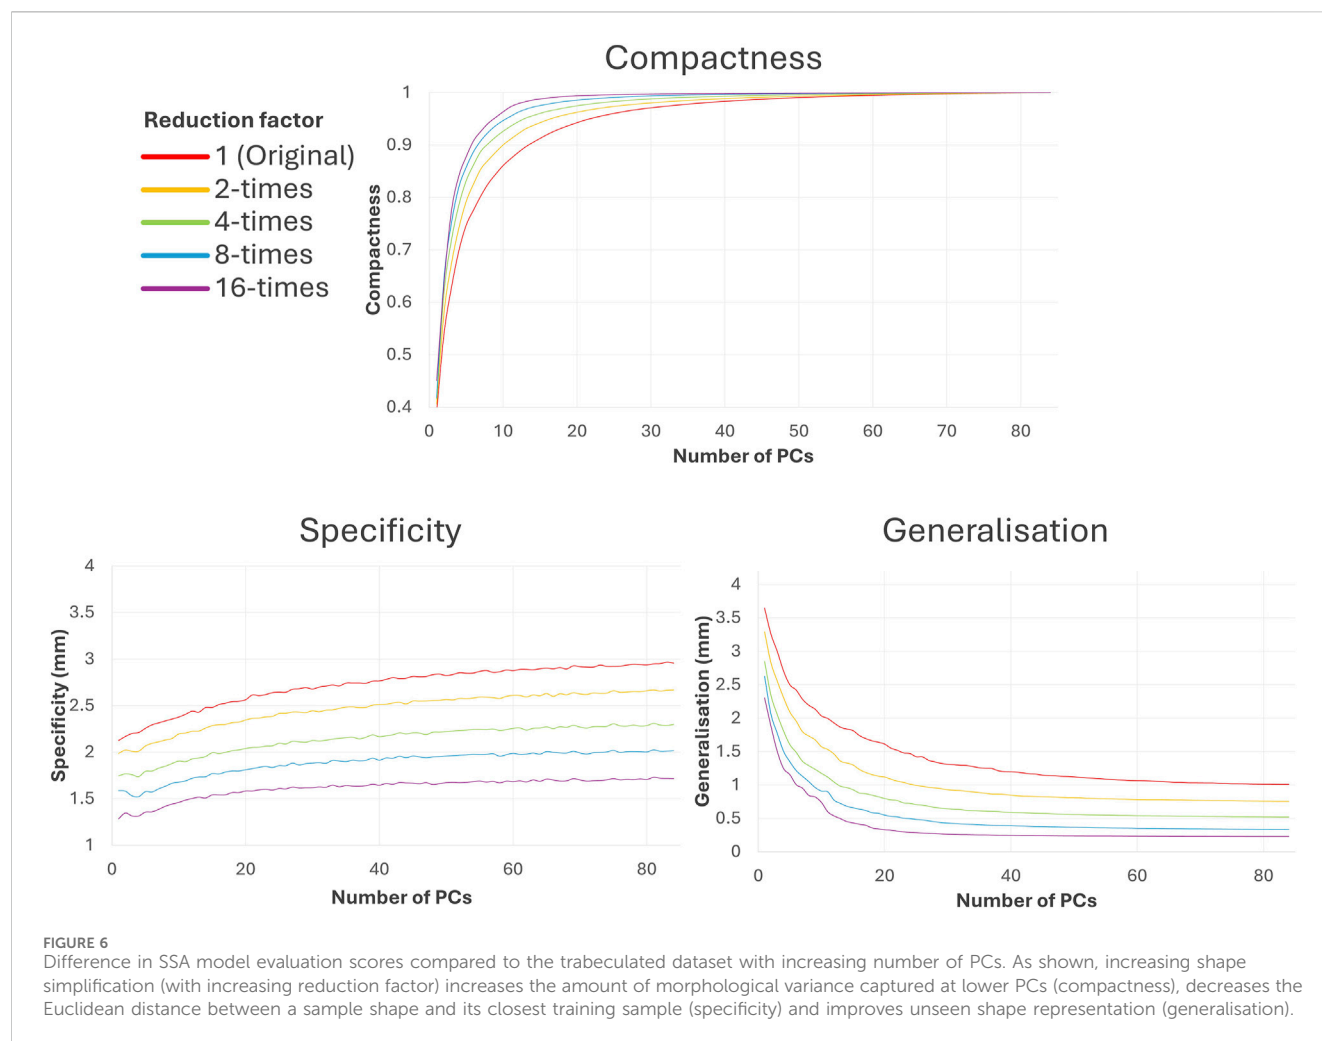 Compactness
Reduction factor
1 (Original)
2-times
4-times
8-times
16-times
Compactness
1
0.9
0.8
0.7
0.6
0.5
0.4
0 10 20 30 40 50 60 70 80
Number of PCs
Specificity
Specificity (mm)
4
3.5
3
2.5
2
1.5
1
0 20 40 60 80
Number of PCs
Generalisation
Generalisation (mm)
4
3.5
3
2.5
2
1.5
1
0.5
0
0 20 40 60 80
Number of PCs
FIGURE 6
Difference in SSA model evaluation scores compared to the trabeculated dataset with increasing number of PCs. As shown, increasing shape
simplification (with increasing reduction factor) increases the amount of morphological variance captured at lower PCs (compactness), decreases the
Euclidean distance between a sample shape and its closest training sample (specificity) and improves unseen shape representation (generalisation).